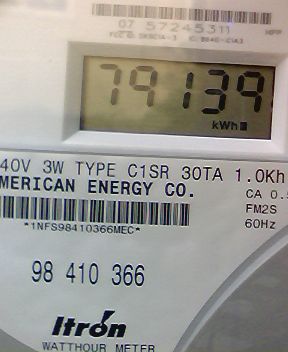 07 57245311
79139
kWh
40V 3W TYPE C1SR 30TA 1.0Kh
MERICAN ENERGY CO.
CA 0.5
FM2S
60Hz
*1NFS98410366MEC*
98 410 366
Itrón
WATTHOUR METER